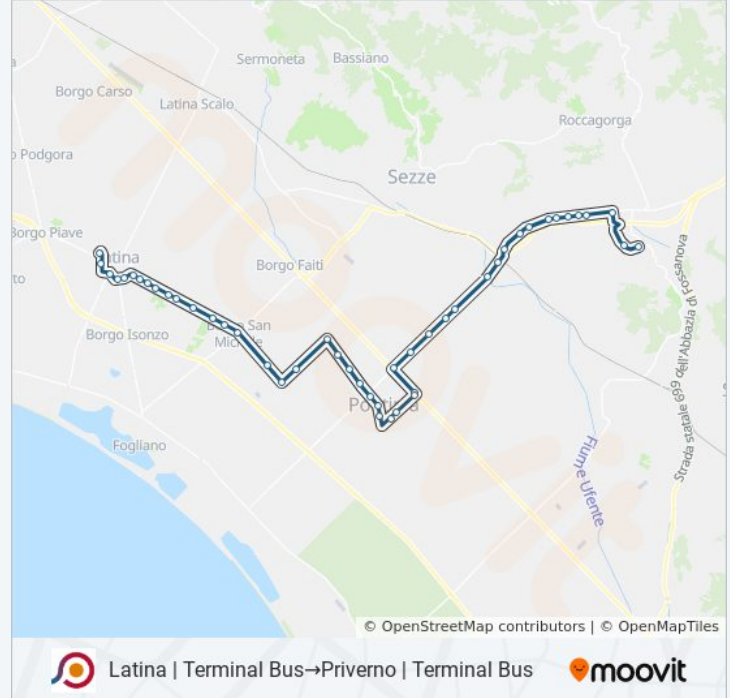 Sermoneta
Bassiano
Borgo Carso
Latina Scalo
Roccagorga
Podgora
Sezze
Borgo Piave
Latina
Borgo Faiti
Borgo Isonzo
Borgo San
Michele
Pontinia
Fogliano
Fiume Ufente
Strada statale 699 dell'Abbazia di Fossanova
moovit
© OpenStreetMap contributors | © OpenMapTiles
Latina | Terminal Bus→Priverno | Terminal Bus
moovit